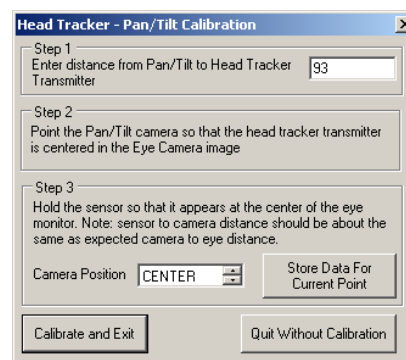 Head Tracker - Pan/Tilt Calibration
Step 1
Enter distance from Pan/Tilt to Head Tracker
Transmitter
93
Step 2
Point the Pan/Tilt camera so that the head tracker transmitter
is centered in the Eye Camera image
Step 3
Hold the sensor so that it appears at the center of the eye
monitor. Note: sensor to camera distance should be about the
same as expected camera to eye distance.
Camera Position
CENTER
Store Data For
Current Point
Calibrate and Exit
Quit Without Calibration